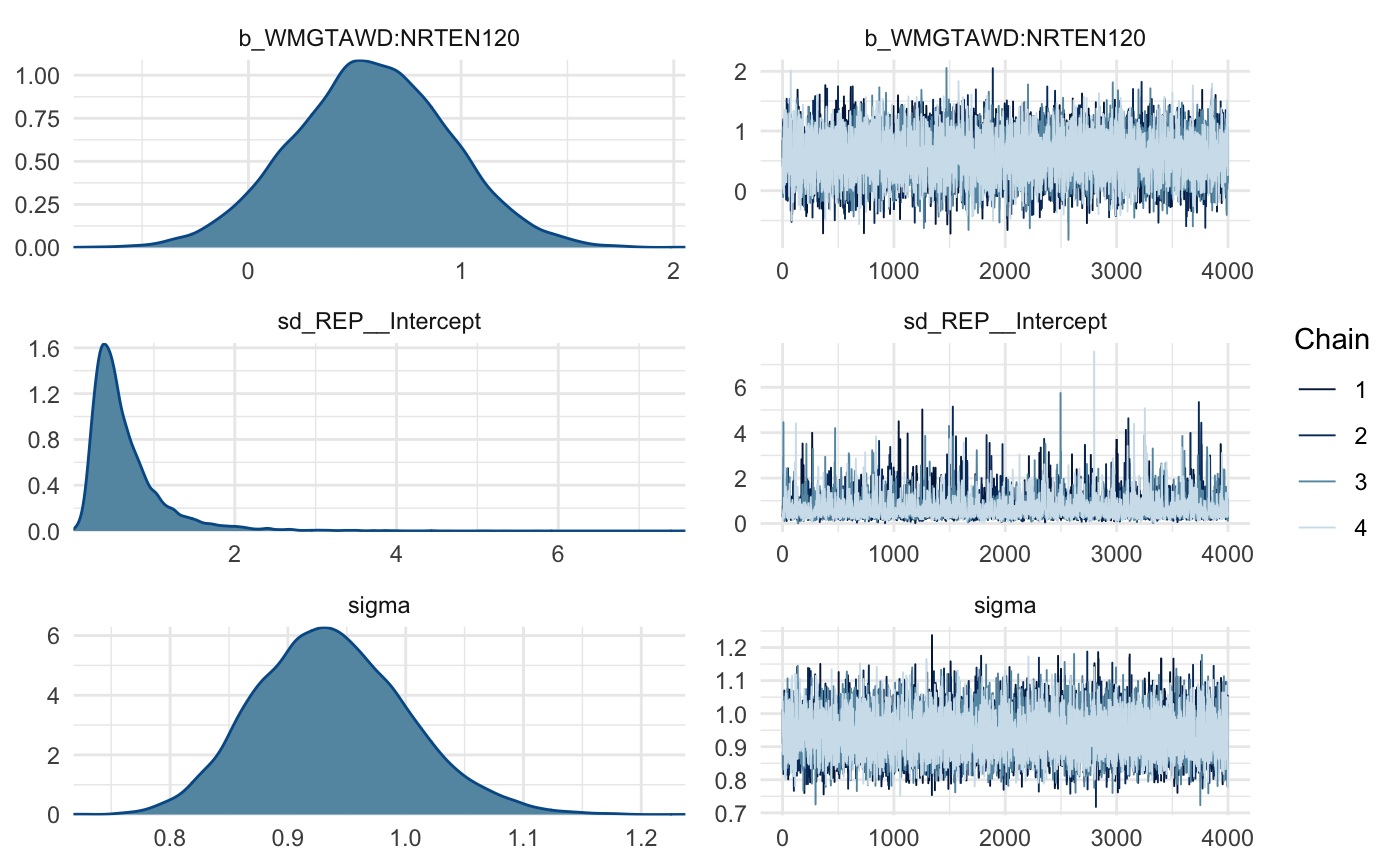 b_WMGTAWD:NRTEN120
1.00
0.75
0.50
0.25
0.00
0 1 2
b_WMGTAWD:NRTEN120
2
1
0
0 1000 2000 3000 4000
sd_REP__Intercept
1.6
1.2
0.8
0.4
0.0
2 4 6
sd_REP__Intercept
6
4
2
0
0 1000 2000 3000 4000
sigma
6
4
2
0
0.8 0.9 1.0 1.1 1.2
sigma
1.2
1.1
1.0
0.9
0.8
0.7
0 1000 2000 3000 4000
Chain
1
2
3
4